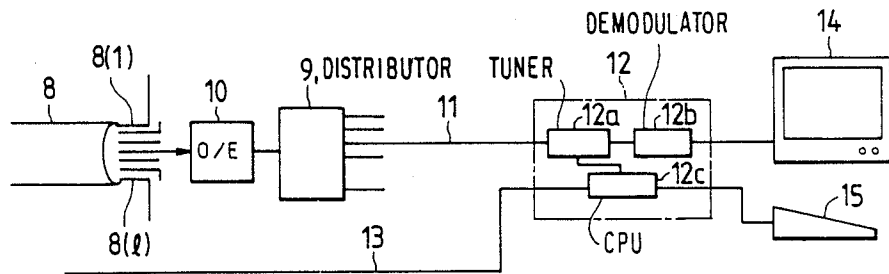 DEMODULATOR
14
8(1)
9,DISTRIBUTOR
TUNER
12
8
10
12a
12b
11
O/E
12c
15
8(ℓ)
13
CPU